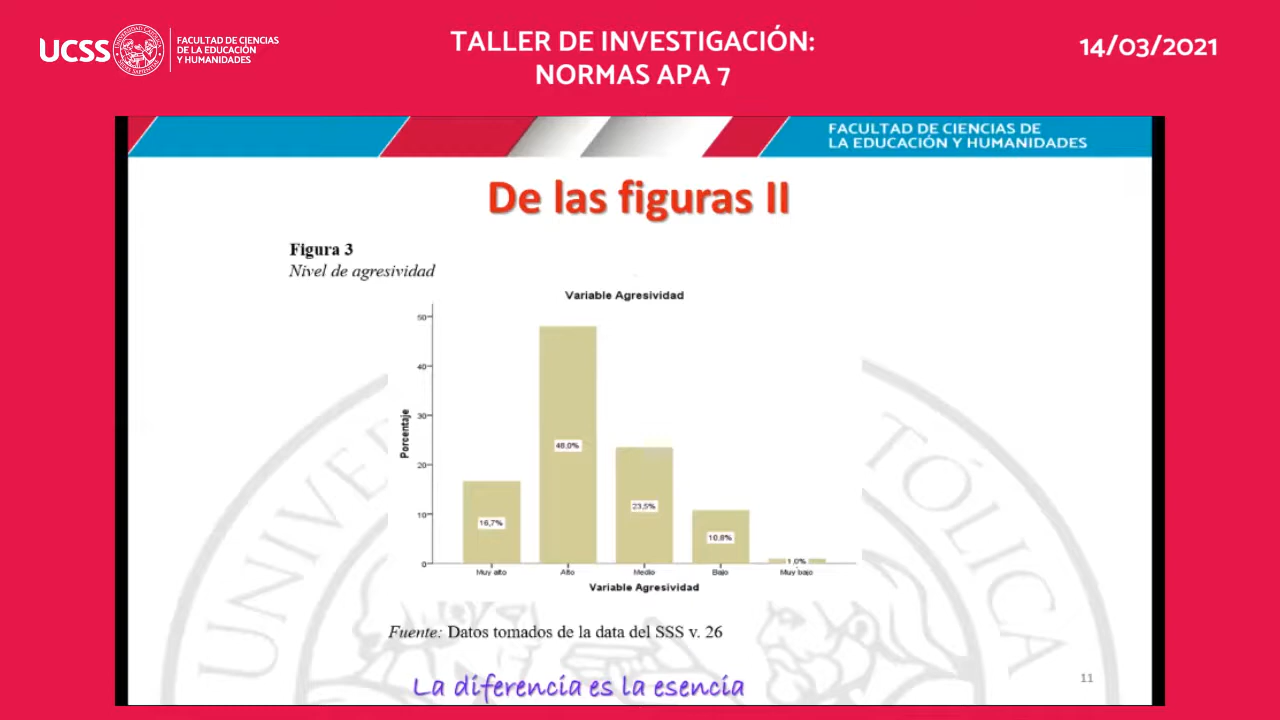 UCSS
FACULTAD DE CIENCIAS
DE LA EDUCACIÓN
Y HUMANIDADES
TALLER DE INVESTIGACIÓN:
NORMAS APA 7
14/03/2021
FACULTAD DE CIENCIAS DE
LA EDUCACIÓN Y HUMANIDADES
De las figuras II
Figura 3
Nivel de agresividad
Variable Agresividad
Porcentaje
50
40
30
20
10
0
16,7%
48,0%
23,5%
10,8%
1,0%
Muy alto
Alto
Medio
Bajo
Muy bajo
Variable Agresividad
Fuente: Datos tomados de la data del SSS v. 26
La diferencia es la esencia
11
UNIVER
TÓLICA